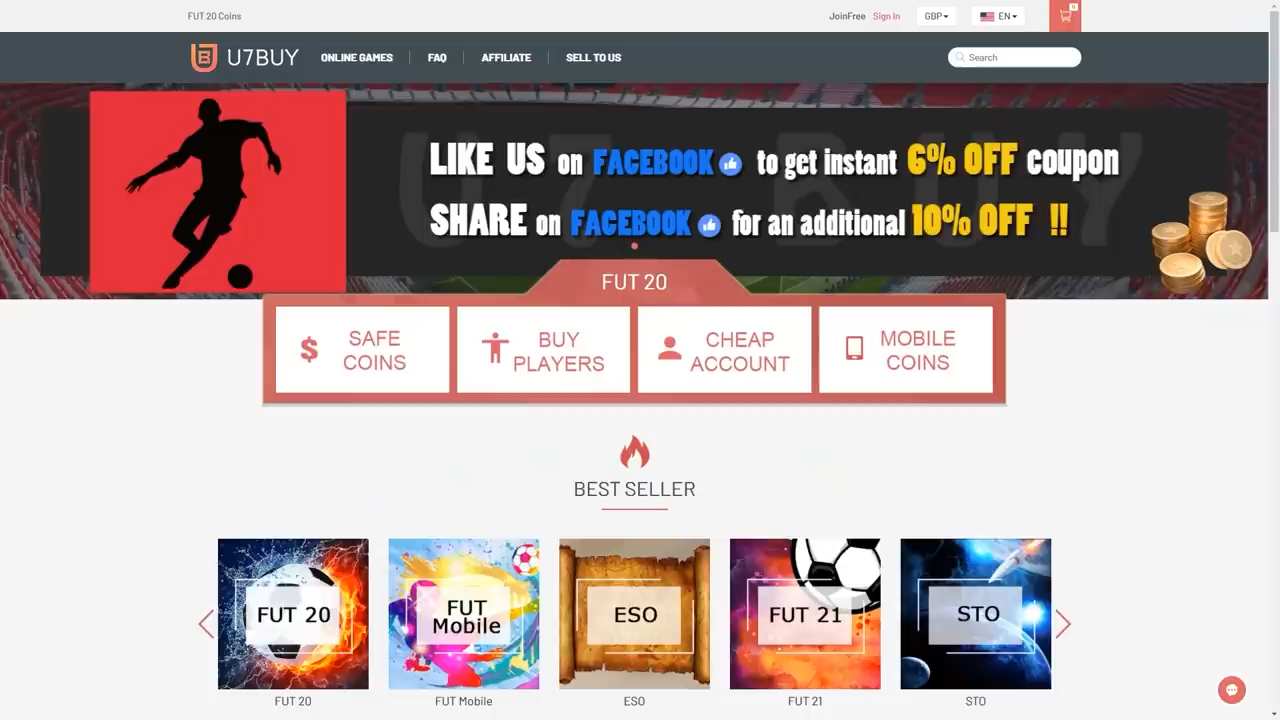 FUT 20 Coins
JoinFree Sign In GBP EN 0
U7BUY ONLINE GAMES FAQ AFFILIATE SELL TO US Search
U7BUY
LIKE US on FACEBOOK to get instant 6% OFF coupon
SHARE on FACEBOOK for an additional 10% OFF !!
FUT 20
SAFE
COINS
BUY
PLAYERS
CHEAP
ACCOUNT
MOBILE
COINS
BEST SELLER
FUT 20
FUT
Mobile
ESO
FUT 21
STO
FUT 20 FUT Mobile ESO FUT 21 STO